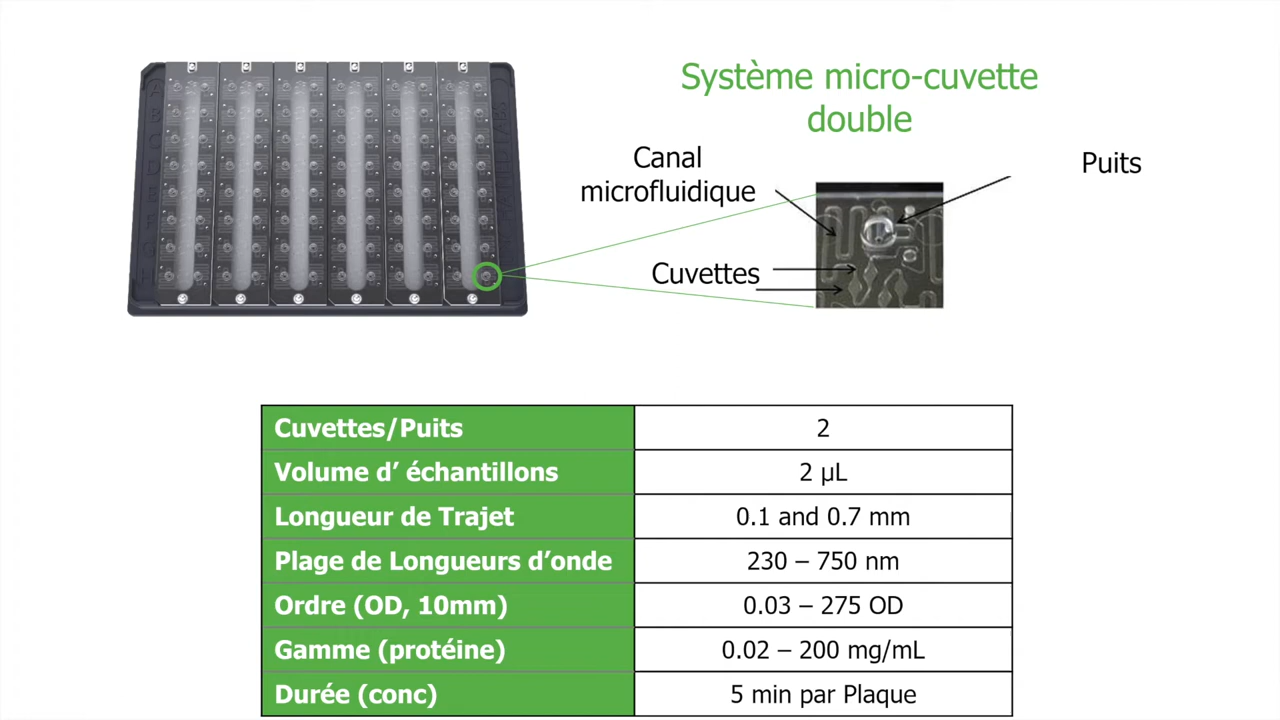 Système micro-cuvette
double
Canal
microfluidique
Puits
Cuvettes
Cuvettes/Puits 2
Volume d’ échantillons 2 µL
Longueur de Trajet 0.1 and 0.7 mm
Plage de Longueurs d’onde 230 – 750 nm
Ordre (OD, 10mm) 0.03 – 275 OD
Gamme (protéine) 0.02 – 200 mg/mL
Durée (conc) 5 min par Plaque